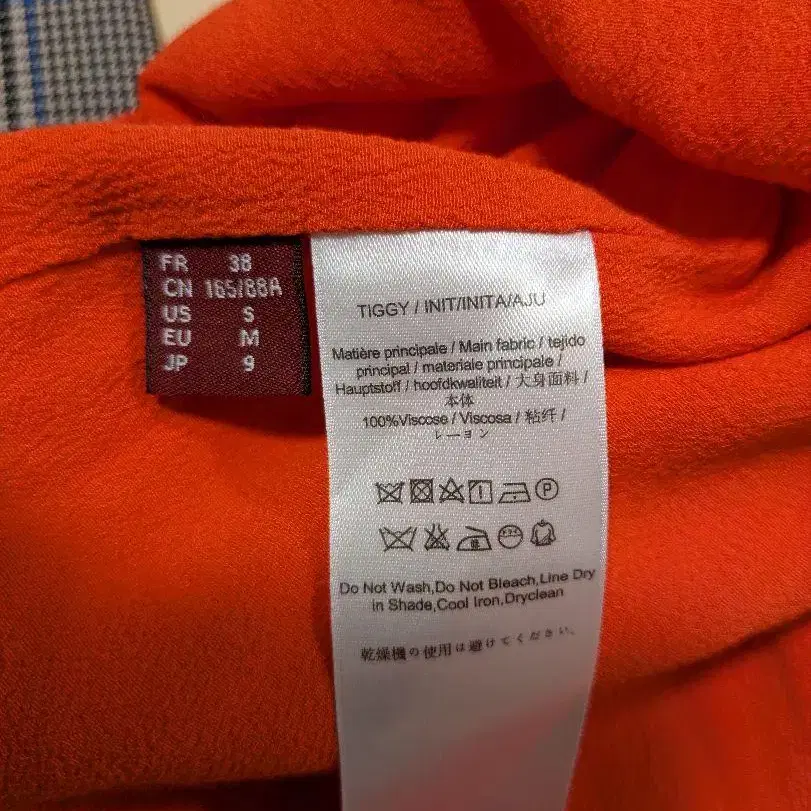 FR 38
CN 165/88A
US S
EU M
JP 9
TIGGY / INIT/INITA/AJU
Matière principale / Main fabric / tejido
principal / materiale principale /
Hauptstoff / hoofdkwaliteit / 大身面料 /
本体
100%Viscose / Viscosa / 粘纤 /
レーヨン
P
Do Not Wash,Do Not Bleach,Line Dry
in Shade,Cool Iron,Dryclean
乾燥機の使用は避けてください。